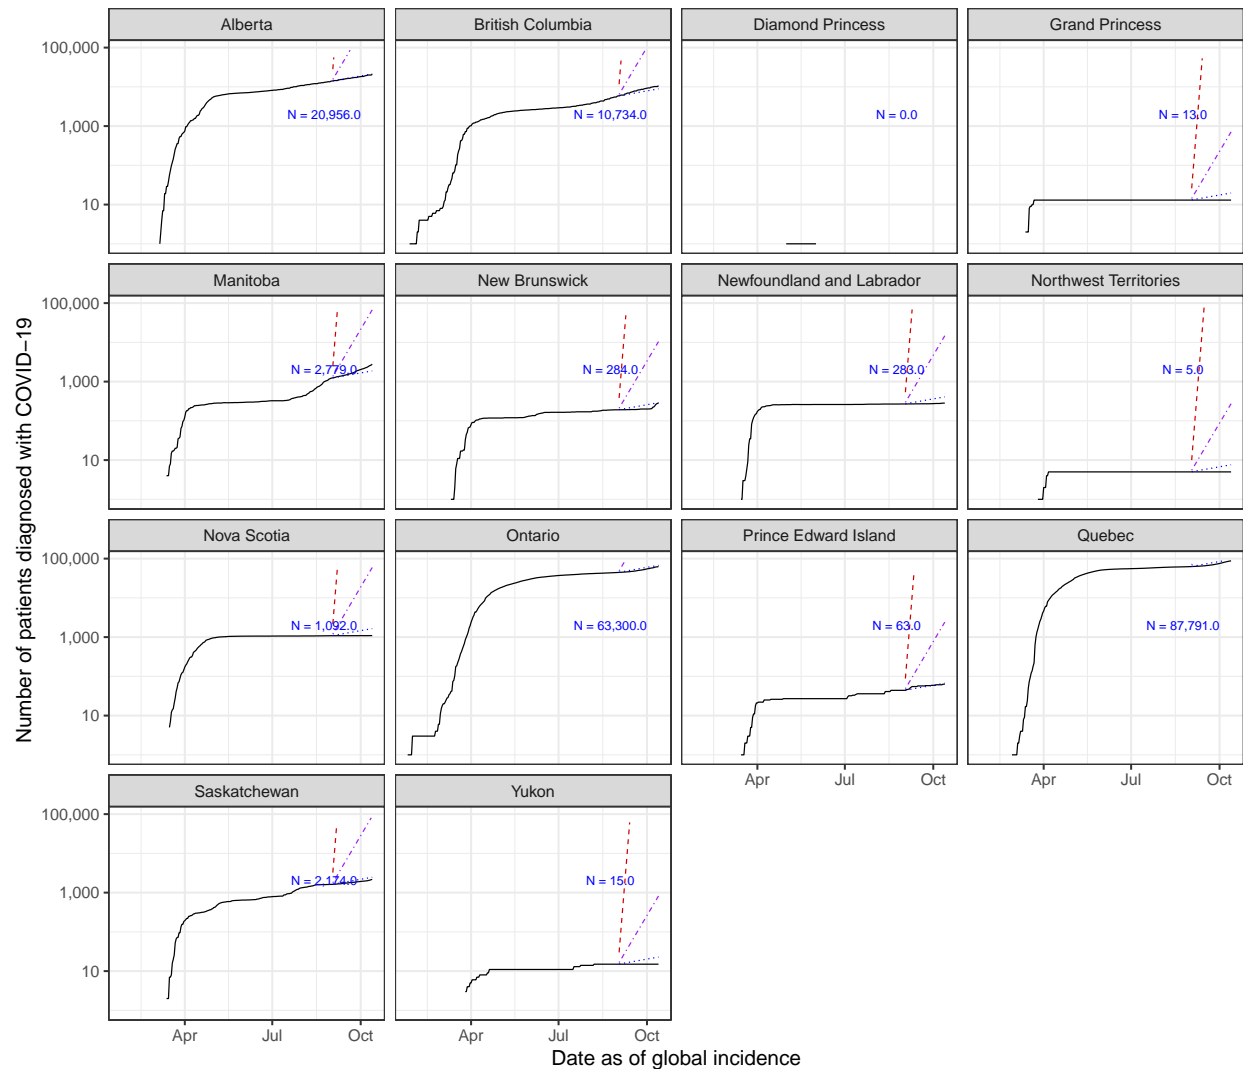 Alberta
British Columbia
Diamond Princess
Grand Princess
100,000
1,000
10
N = 20,956.0
N = 10,734.0
N = 0.0
N = 13.0
Manitoba
New Brunswick
Newfoundland and Labrador
Northwest Territories
100,000
1,000
10
N = 2,779.0
N = 284.0
N = 283.0
N = 5.0
Number of patients diagnosed with COVID−19
Nova Scotia
Ontario
Prince Edward Island
Quebec
100,000
1,000
10
N = 1,092.0
N = 63,300.0
N = 63.0
N = 87,791.0
Apr Jul Oct
Apr Jul Oct
Saskatchewan
Yukon
100,000
1,000
10
N = 2,174.0
N = 15.0
Apr Jul Oct
Apr Jul Oct
Date as of global incidence